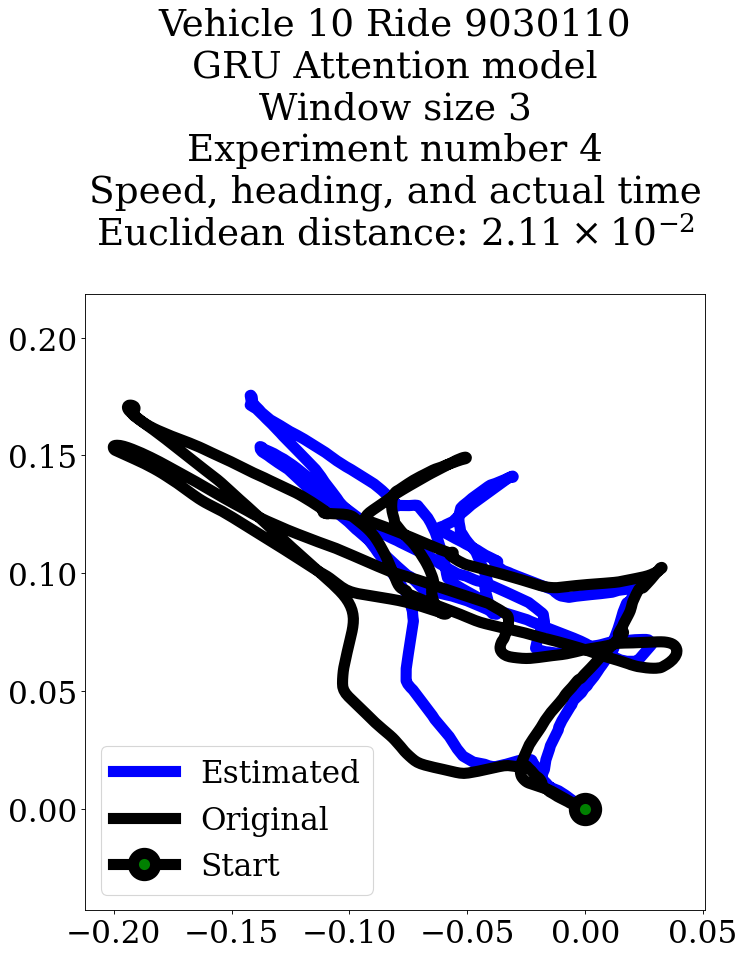 Vehicle 10 Ride 9030110
GRU Attention model
Window size 3
Experiment number 4
Speed, heading, and actual time
Euclidean distance: 2.11 × 10⁻²
0.20
0.15
0.10
0.05
0.00
Estimated
Original
Start
−0.20 −0.15 −0.10 −0.05 0.00 0.05